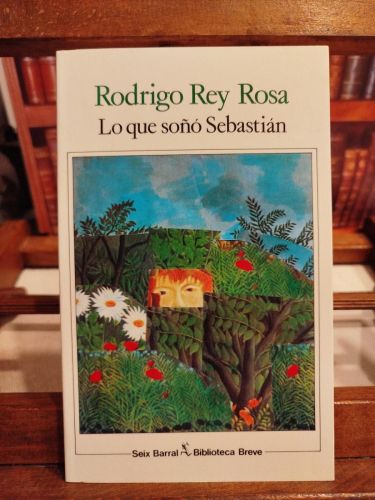 Rodrigo Rey Rosa
Lo que soñó Sebastián
Seix Barral Biblioteca Breve